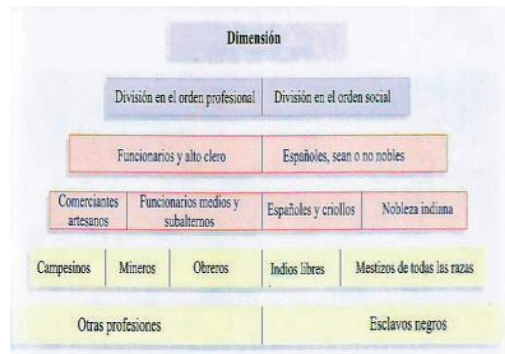 Dimensión
División en el orden profesional División en el orden social
Funcionarios y alto clero Españoles, sean o no nobles
Comerciantes artesanos
Funcionarios medios y subalternos
Españoles y criollos
Nobleza indiana
Campesinos Mineros Obreros Indios libres Mestizos de todas las razas
Otras profesiones Esclavos negros